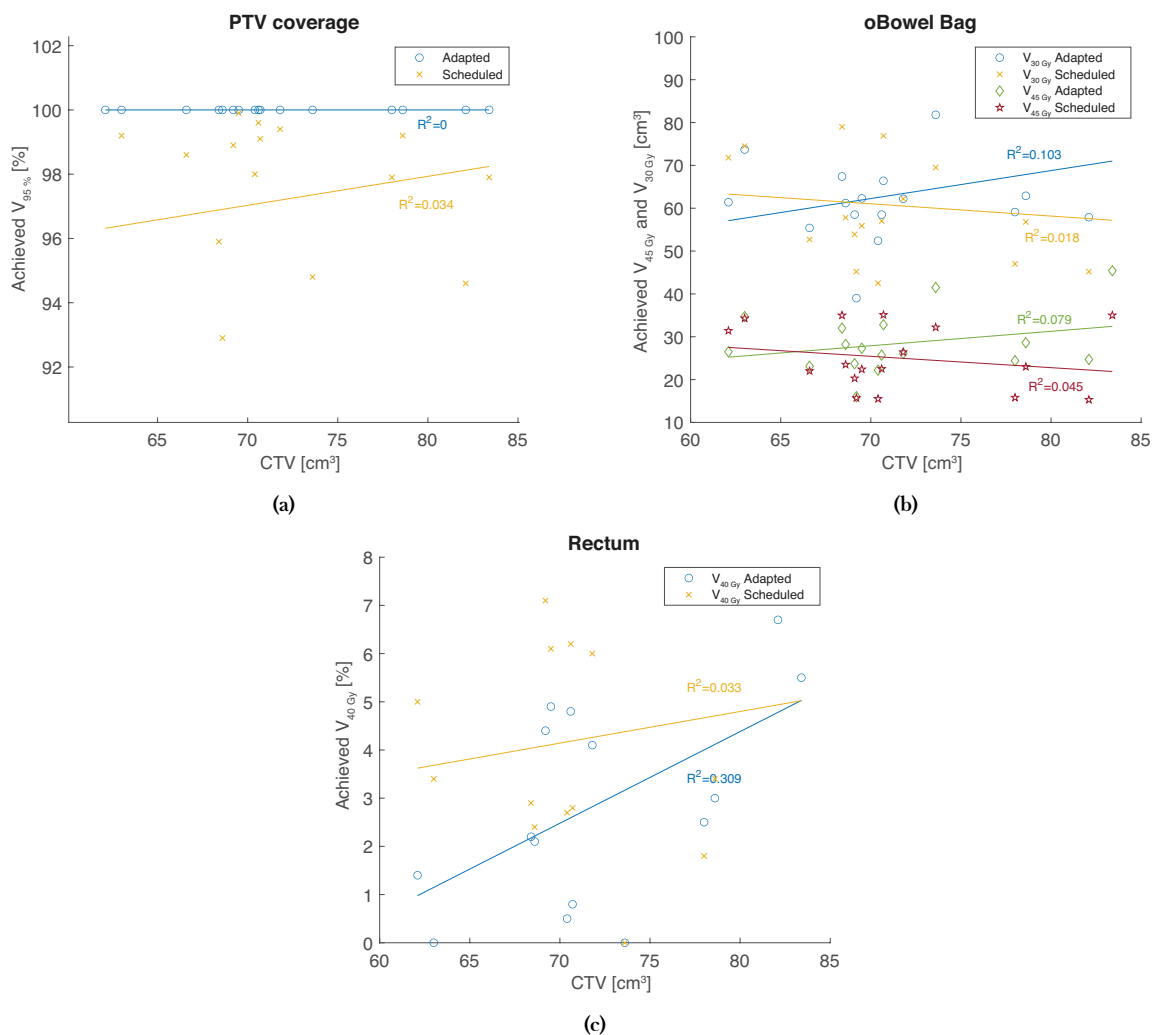 PTV coverage
102
100
98
96
94
92
65
70
75
80
85
Achieved V95 % [%]
CTV [cm³]
Adapted
Scheduled
R²=0
R²=0.034
(a)
oBowel Bag
100
90
80
70
60
50
40
30
20
10
60
65
70
75
80
85
Achieved V45 Gy and V30 Gy [cm³]
CTV [cm³]
V30 Gy Adapted
V30 Gy Scheduled
V45 Gy Adapted
V45 Gy Scheduled
R²=0.103
R²=0.018
R²=0.079
R²=0.045
(b)
Rectum
8
7
6
5
4
3
2
1
0
60
65
70
75
80
85
Achieved V40 Gy [%]
CTV [cm³]
V40 Gy Adapted
V40 Gy Scheduled
R²=0.033
R²=0.309
(c)